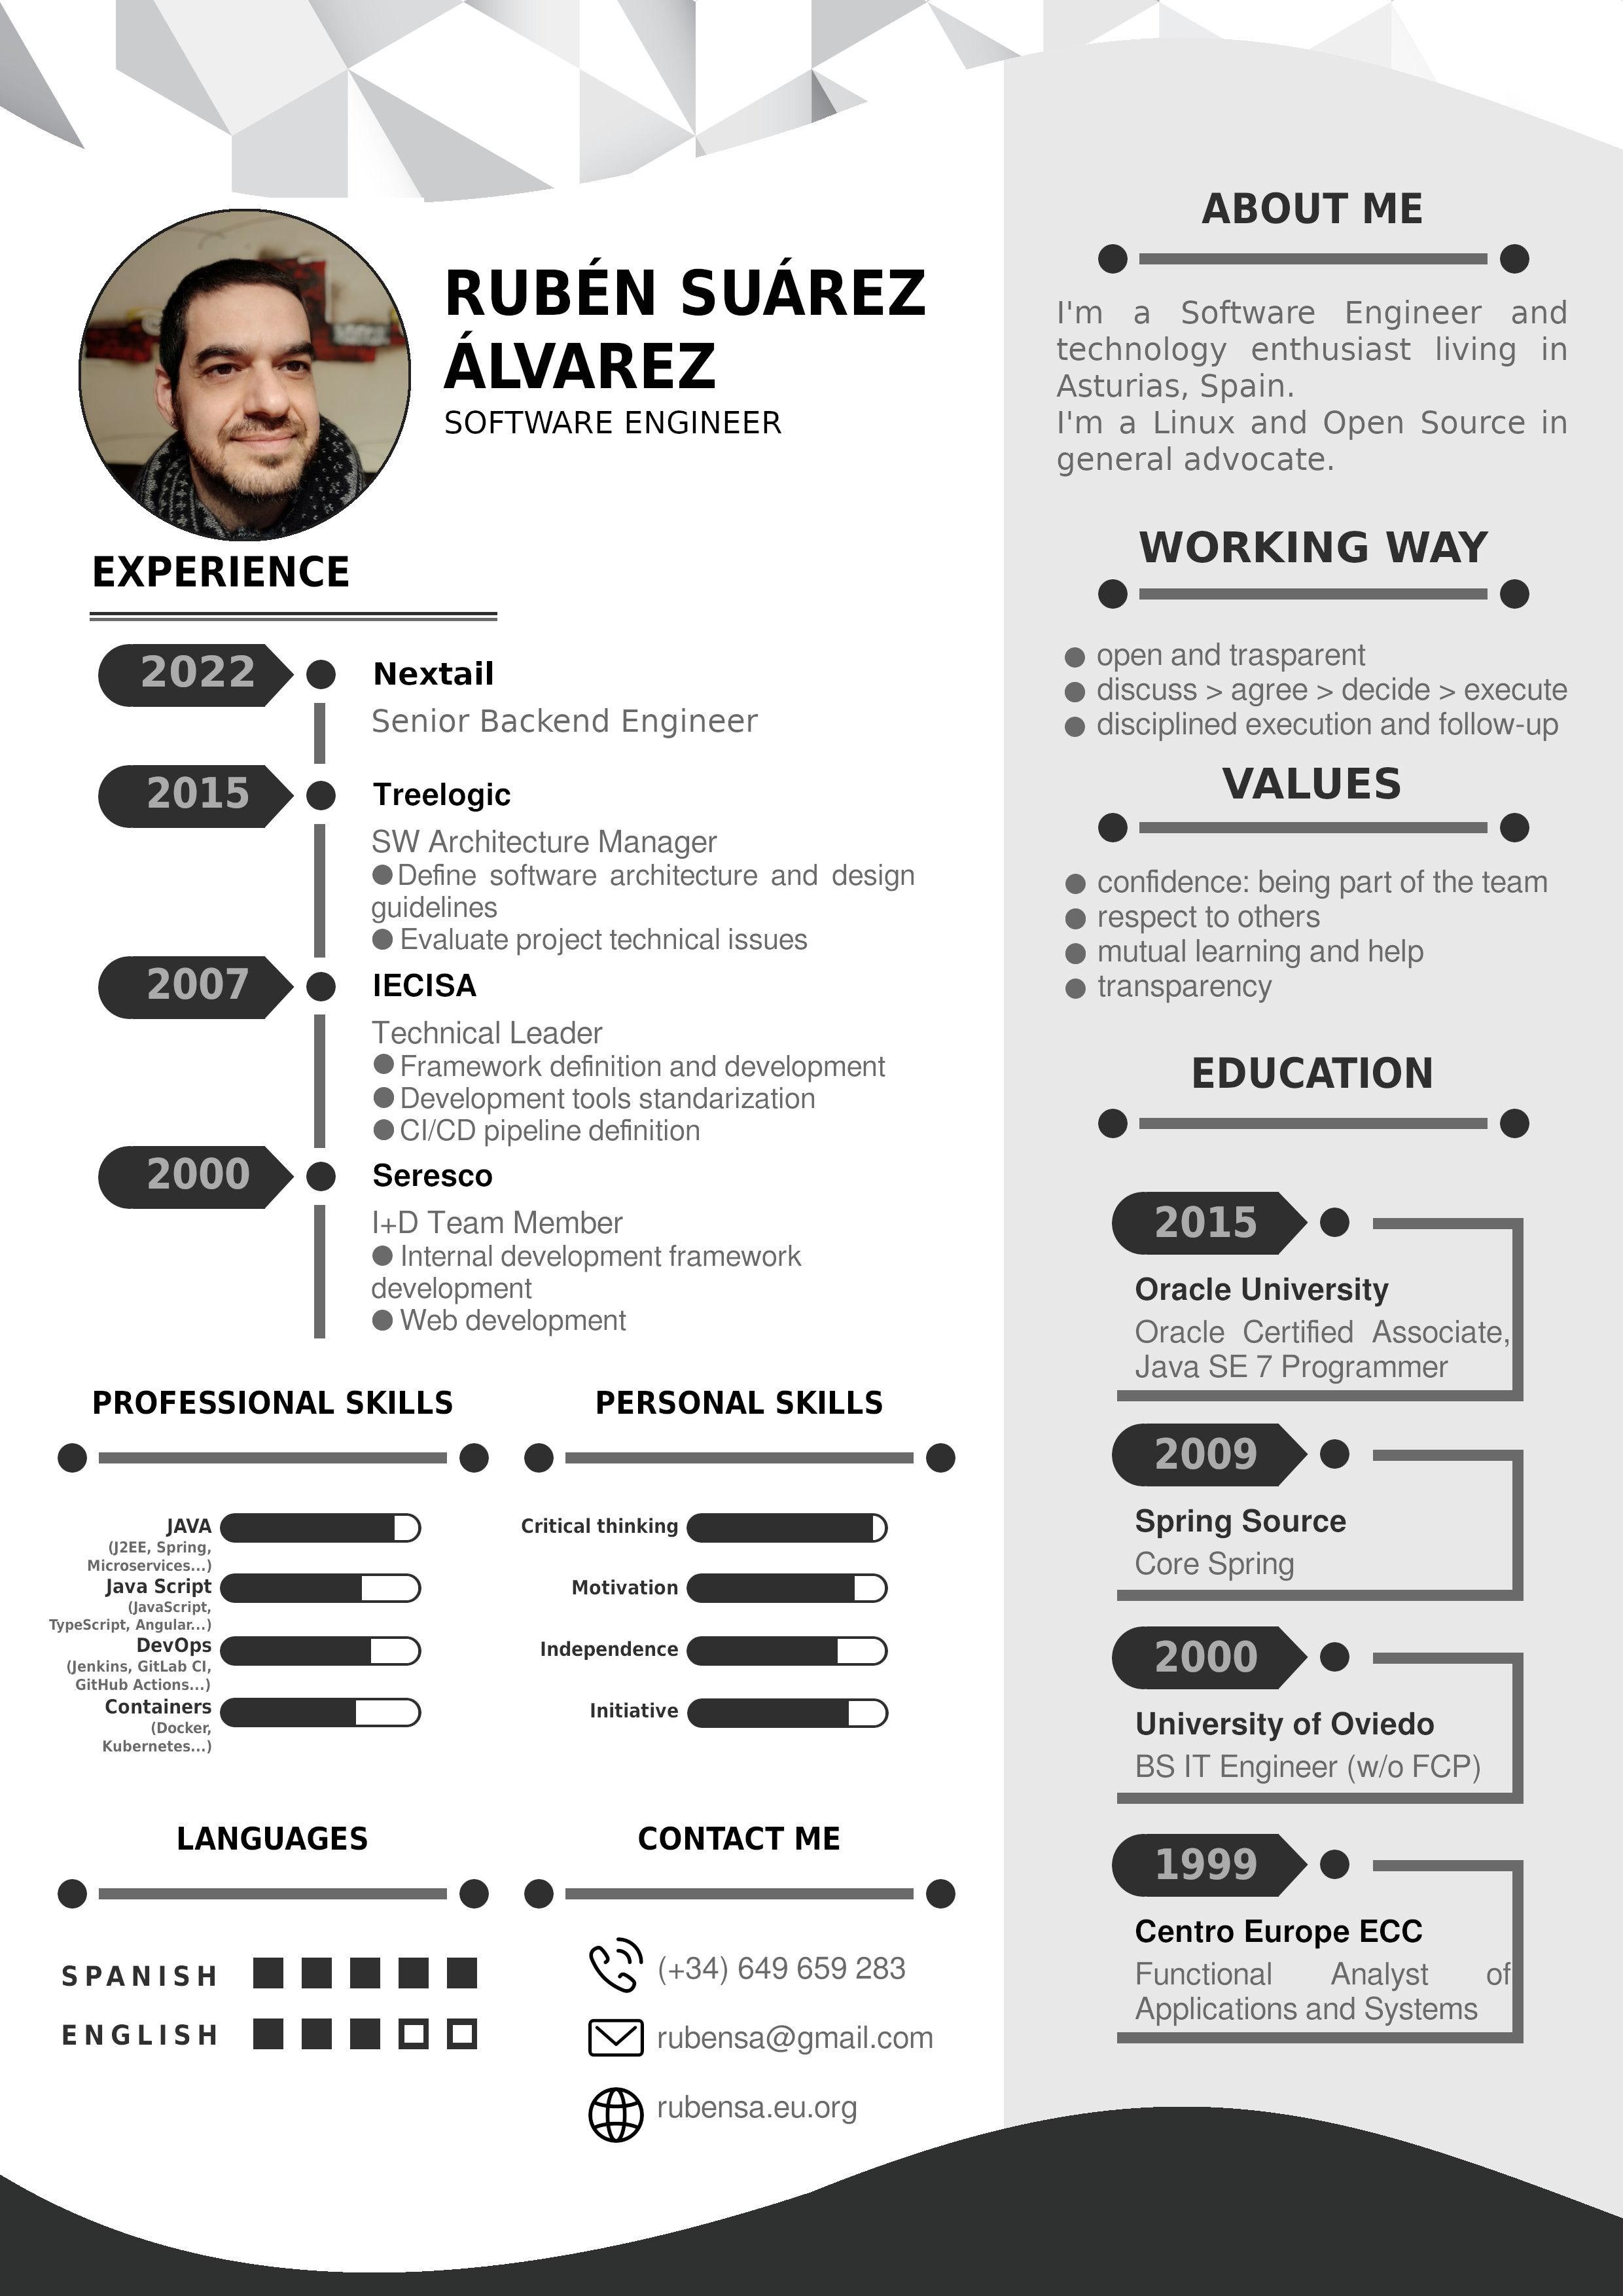 RUBÉN SUÁREZ
ÁLVAREZ
SOFTWARE ENGINEER
EXPERIENCE
2022
Nextail
Senior Backend Engineer
2015
Treelogic
SW Architecture Manager
● Define software architecture and design
guidelines
● Evaluate project technical issues
2007
IECISA
Technical Leader
● Framework definition and development
● Development tools standarization
● CI/CD pipeline definition
2000
Seresco
I+D Team Member
● Internal development framework
development
● Web development
PROFESSIONAL SKILLS
JAVA
(J2EE, Spring,
Microservices...)
Java Script
(JavaScript,
TypeScript, Angular...)
DevOps
(Jenkins, GitLab CI,
GitHub Actions...)
Containers
(Docker,
Kubernetes...)
PERSONAL SKILLS
Critical thinking
Motivation
Independence
Initiative
LANGUAGES
SPANISH
ENGLISH
CONTACT ME
(+34) 649 659 283
rubensa@gmail.com
rubensa.eu.org
ABOUT ME
I'm a Software Engineer and
technology enthusiast living in
Asturias, Spain.
I'm a Linux and Open Source in
general advocate.
WORKING WAY
● open and trasparent
● discuss > agree > decide > execute
● disciplined execution and follow-up
VALUES
● confidence: being part of the team
● respect to others
● mutual learning and help
● transparency
EDUCATION
2015
Oracle University
Oracle Certified Associate,
Java SE 7 Programmer
2009
Spring Source
Core Spring
2000
University of Oviedo
BS IT Engineer (w/o FCP)
1999
Centro Europe ECC
Functional Analyst of
Applications and Systems